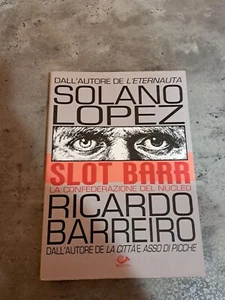 DALL'AUTORE DE L'ETERNAUTA
SOLANO
LOPEZ
SLOT BARR
LA CONFEDERAZIONE DEL NUCLEO
RICARDO
BARREIRO
DALL'AUTORE DE LA CITTÀ E ASSO DI PICCHE